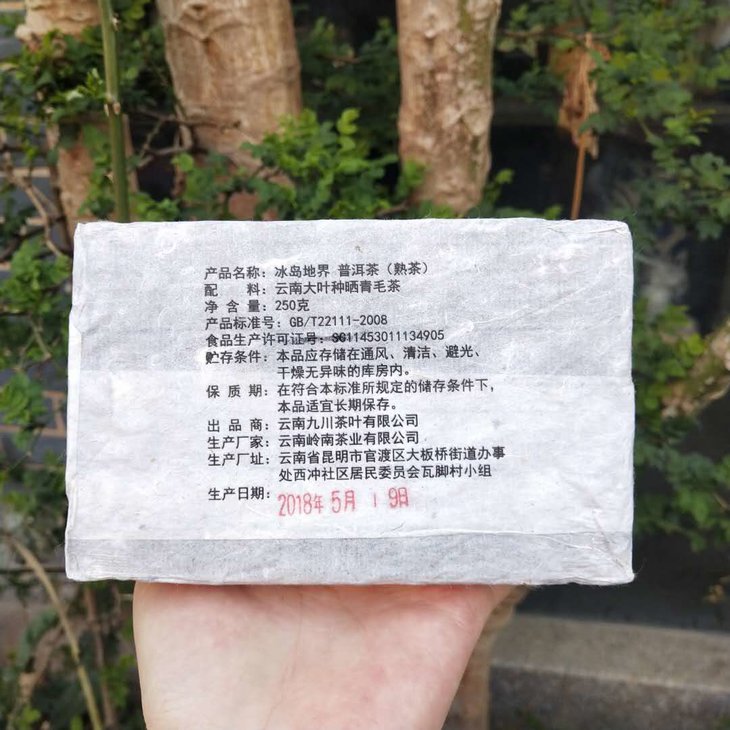 产品名称：冰岛地界 普洱茶（熟茶）
配 料：云南大叶种晒青毛茶
净 含 量：250克
产品标准号：GB/T22111-2008
食品生产许可证号：SC11453011134905
贮存条件：本品应存储在通风、清洁、避光、
干燥无异味的库房内。
保 质 期：在符合本标准所规定的储存条件下，
本品适宜长期保存。
出 品 商：云南九川茶叶有限公司
生产厂家：云南岭南茶业有限公司
生产厂址：云南省昆明市官渡区大板桥街道办事
处西冲社区居民委员会瓦脚村小组
生产日期：2018年 5月 19日